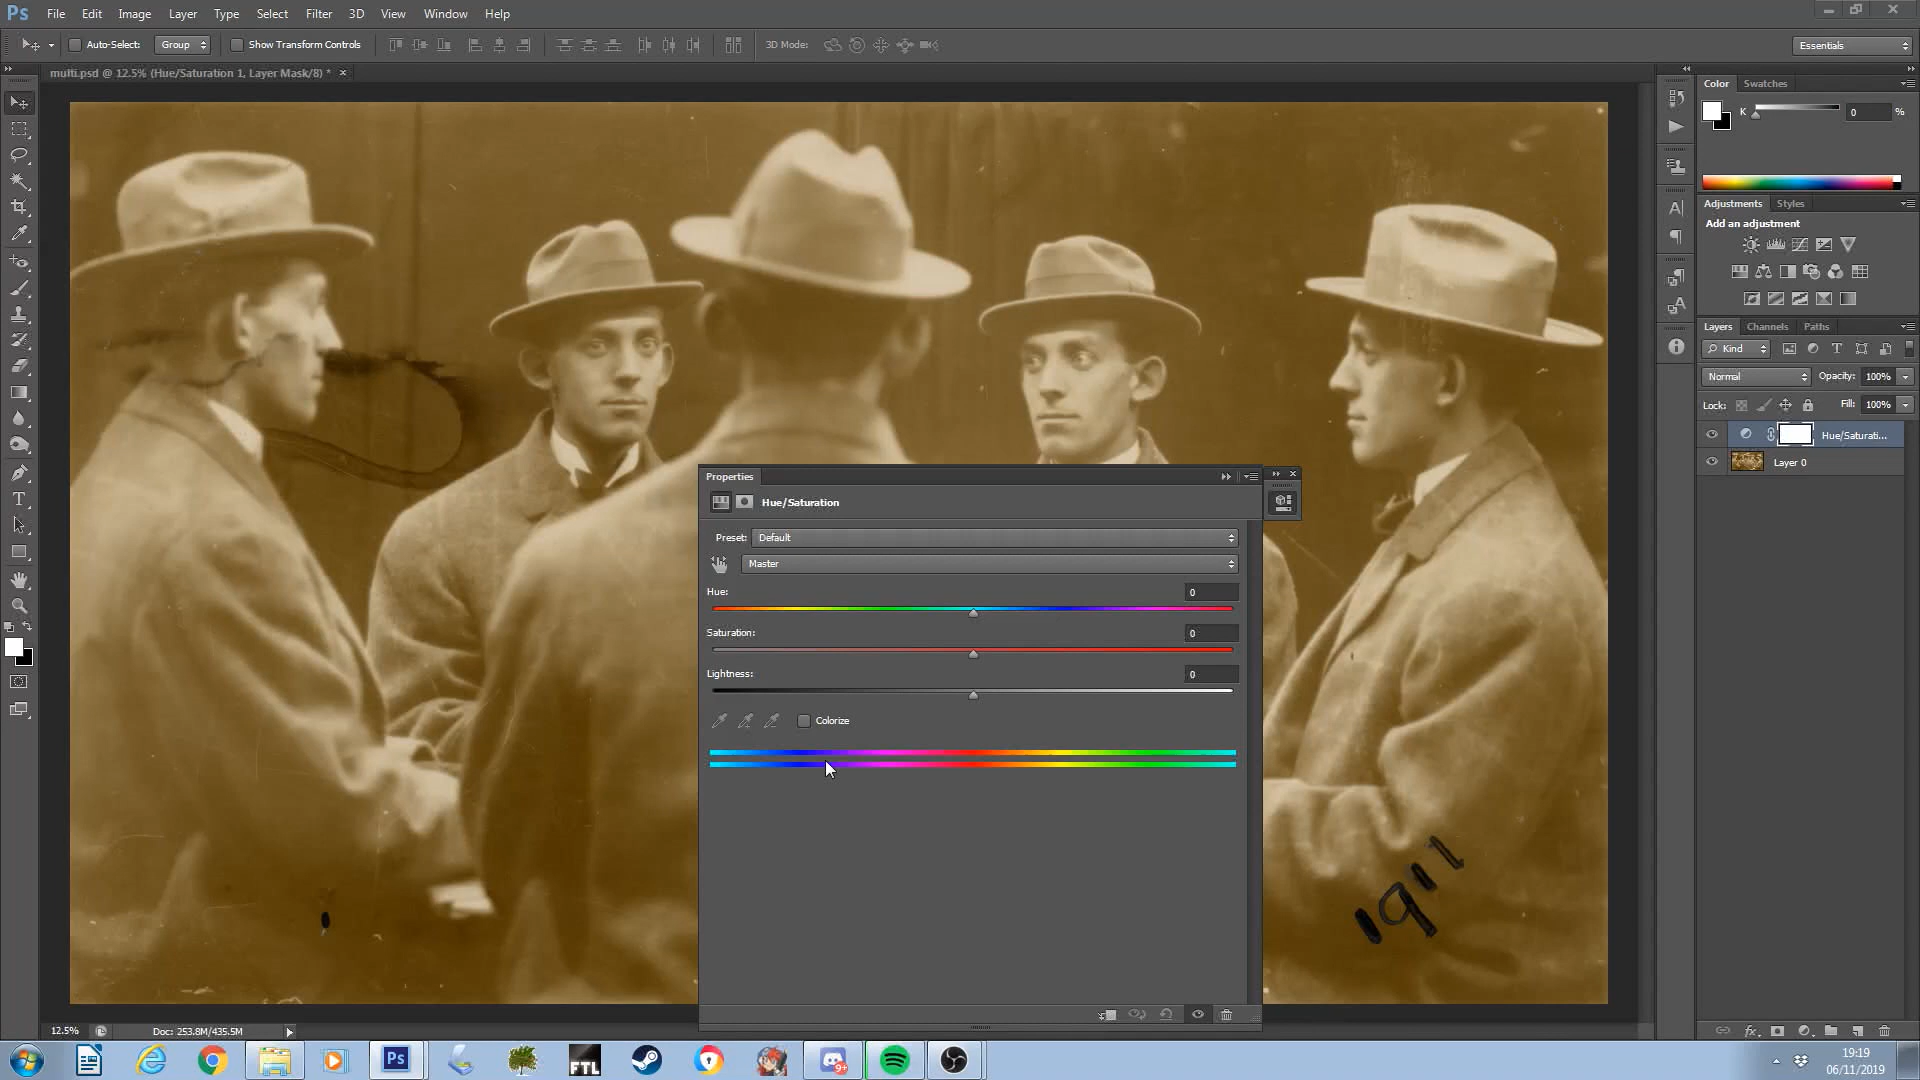 Ps File Edit Image Layer Type Select Filter 3D View Window Help
Auto-Select: Group Show Transform Controls 3D Mode: Essentials
multi.psd @ 12.5% (Hue/Saturation 1, Layer Mask/8) * ×
Color Swatches
K 0 %
Adjustments Styles
Add an adjustment
Layers Channels Paths
Kind
Normal Opacity: 100%
Lock: Fill: 100%
Hue/Saturati...
Layer 0
Properties
Hue/Saturation
Preset: Default
Master
Hue: 0
Saturation: 0
Lightness: 0
Colorize
1911
12.5% Doc: 253.8M/435.5M
Ps FTL 9+
19:19
06/11/2019